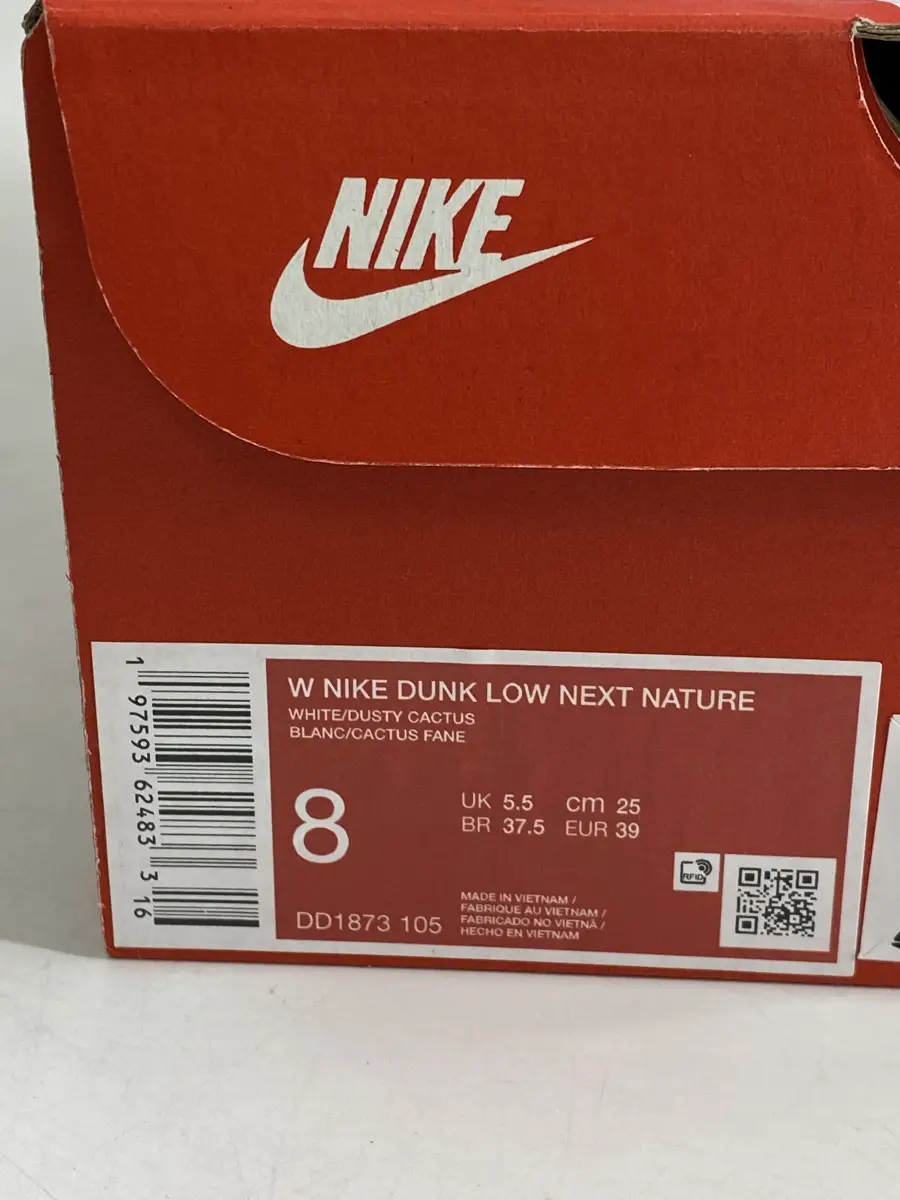 NIKE
W NIKE DUNK LOW NEXT NATURE
WHITE/DUSTY CACTUS
BLANC/CACTUS FANE
8
UK 5.5 cm 25
BR 37.5 EUR 39
DD1873 105
MADE IN VIETNAM /
FABRIQUE AU VIETNAM /
FABRICADO NO VIETNÃ /
HECHO EN VIETNAM
RFID
1 97593 62483 3 16